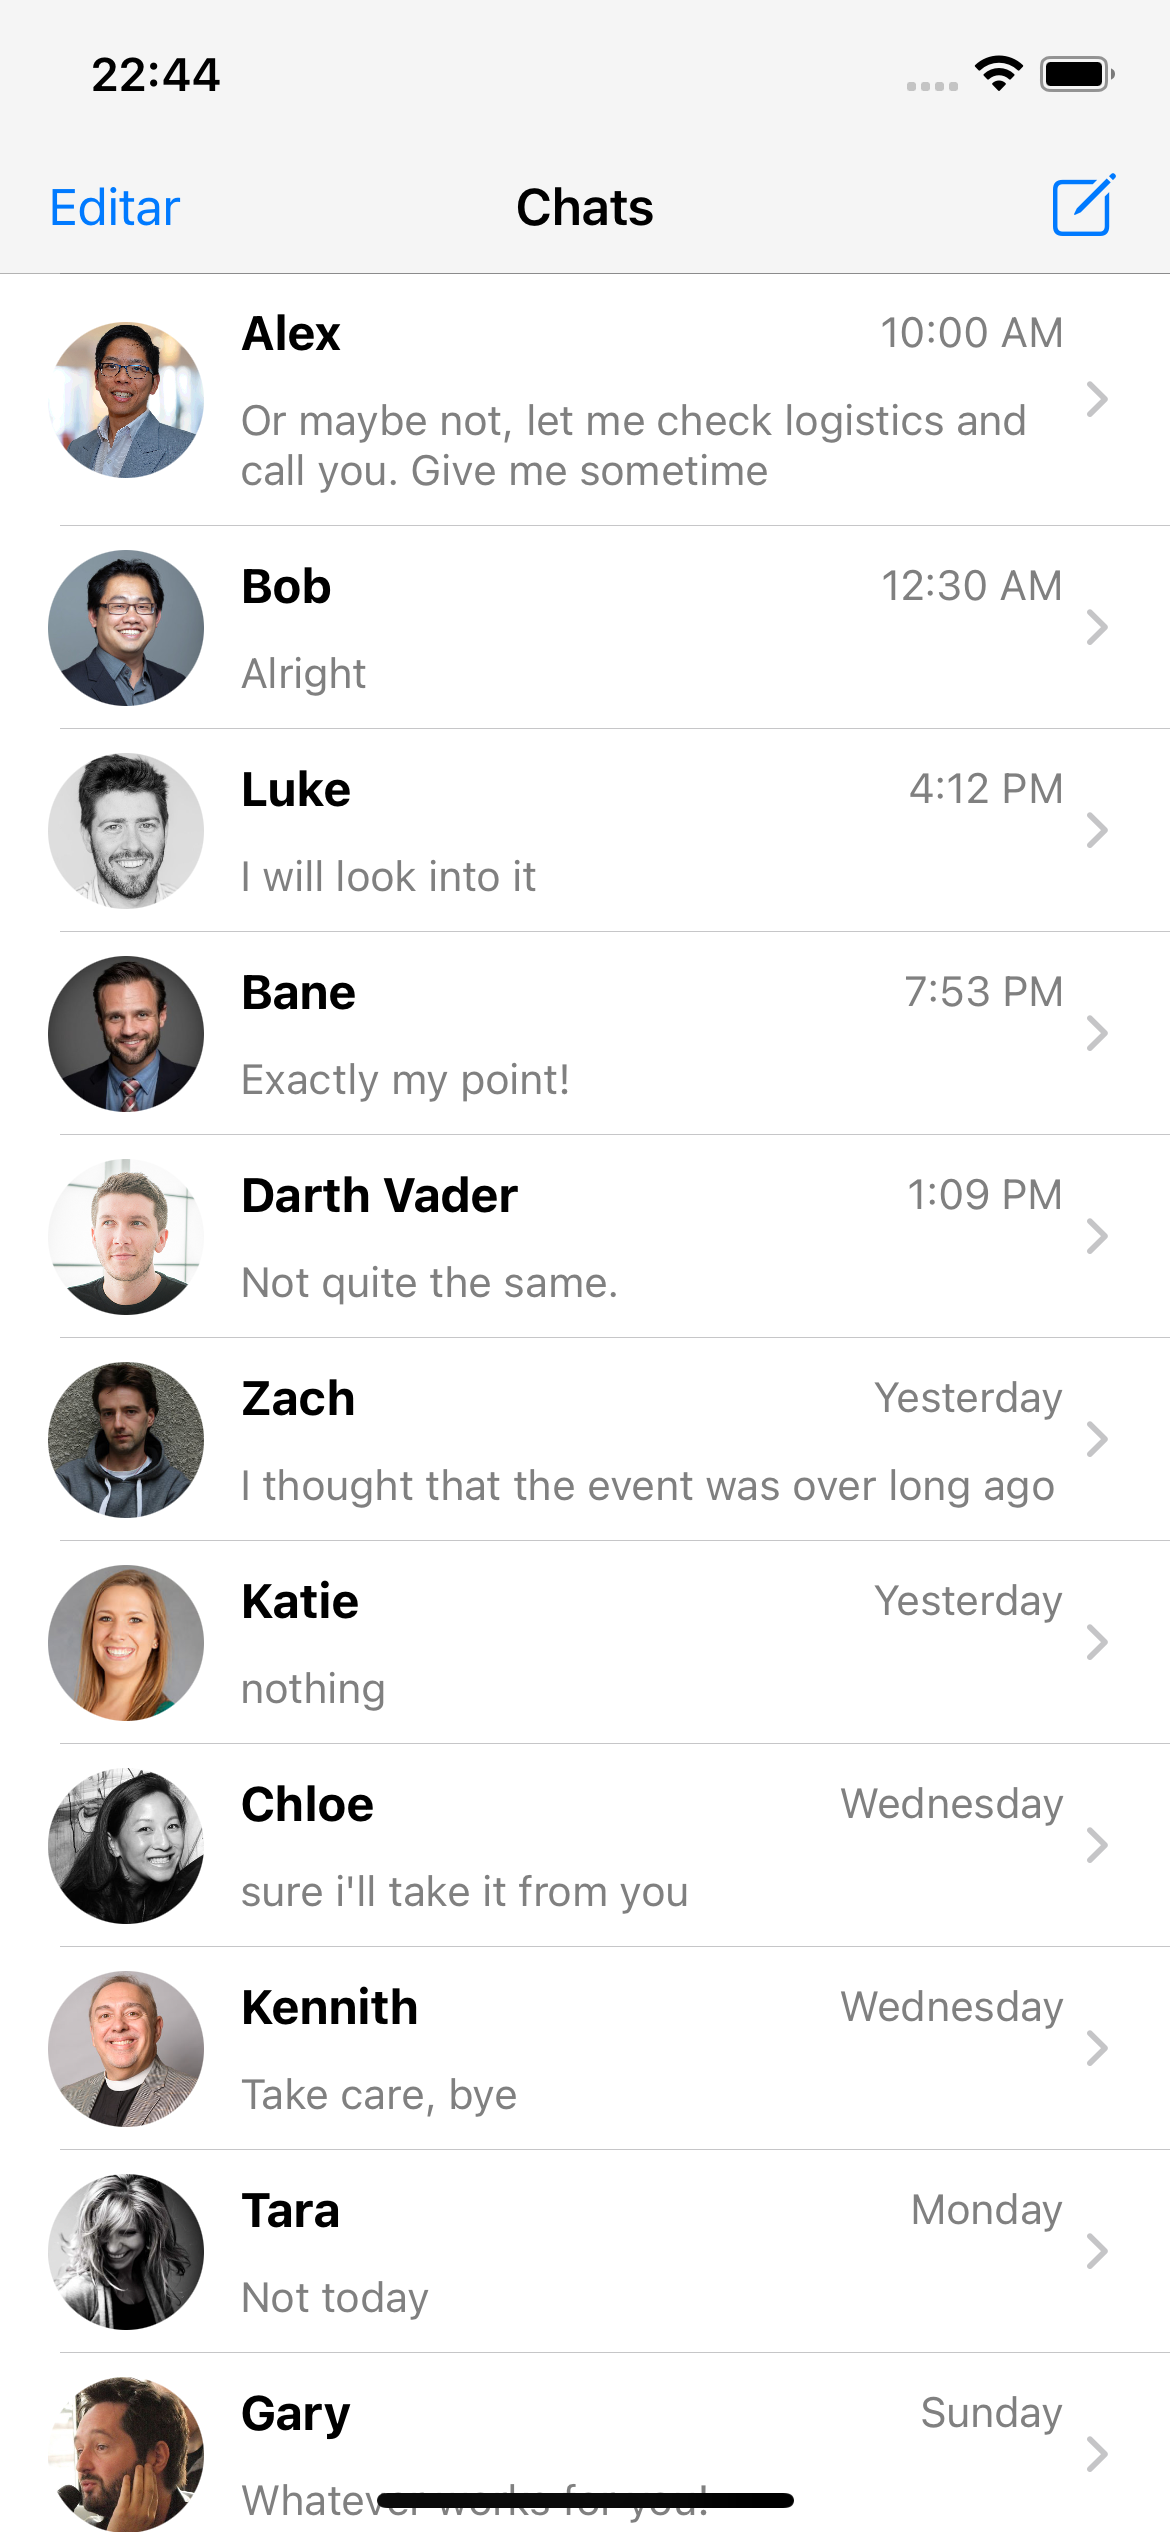 22:44
Editar
Chats
Alex
10:00 AM
Or maybe not, let me check logistics and
call you. Give me sometime
Bob
12:30 AM
Alright
Luke
4:12 PM
I will look into it
Bane
7:53 PM
Exactly my point!
Darth Vader
1:09 PM
Not quite the same.
Zach
Yesterday
I thought that the event was over long ago
Katie
Yesterday
nothing
Chloe
Wednesday
sure i'll take it from you
Kennith
Wednesday
Take care, bye
Tara
Monday
Not today
Gary
Sunday
Whatever works for you!